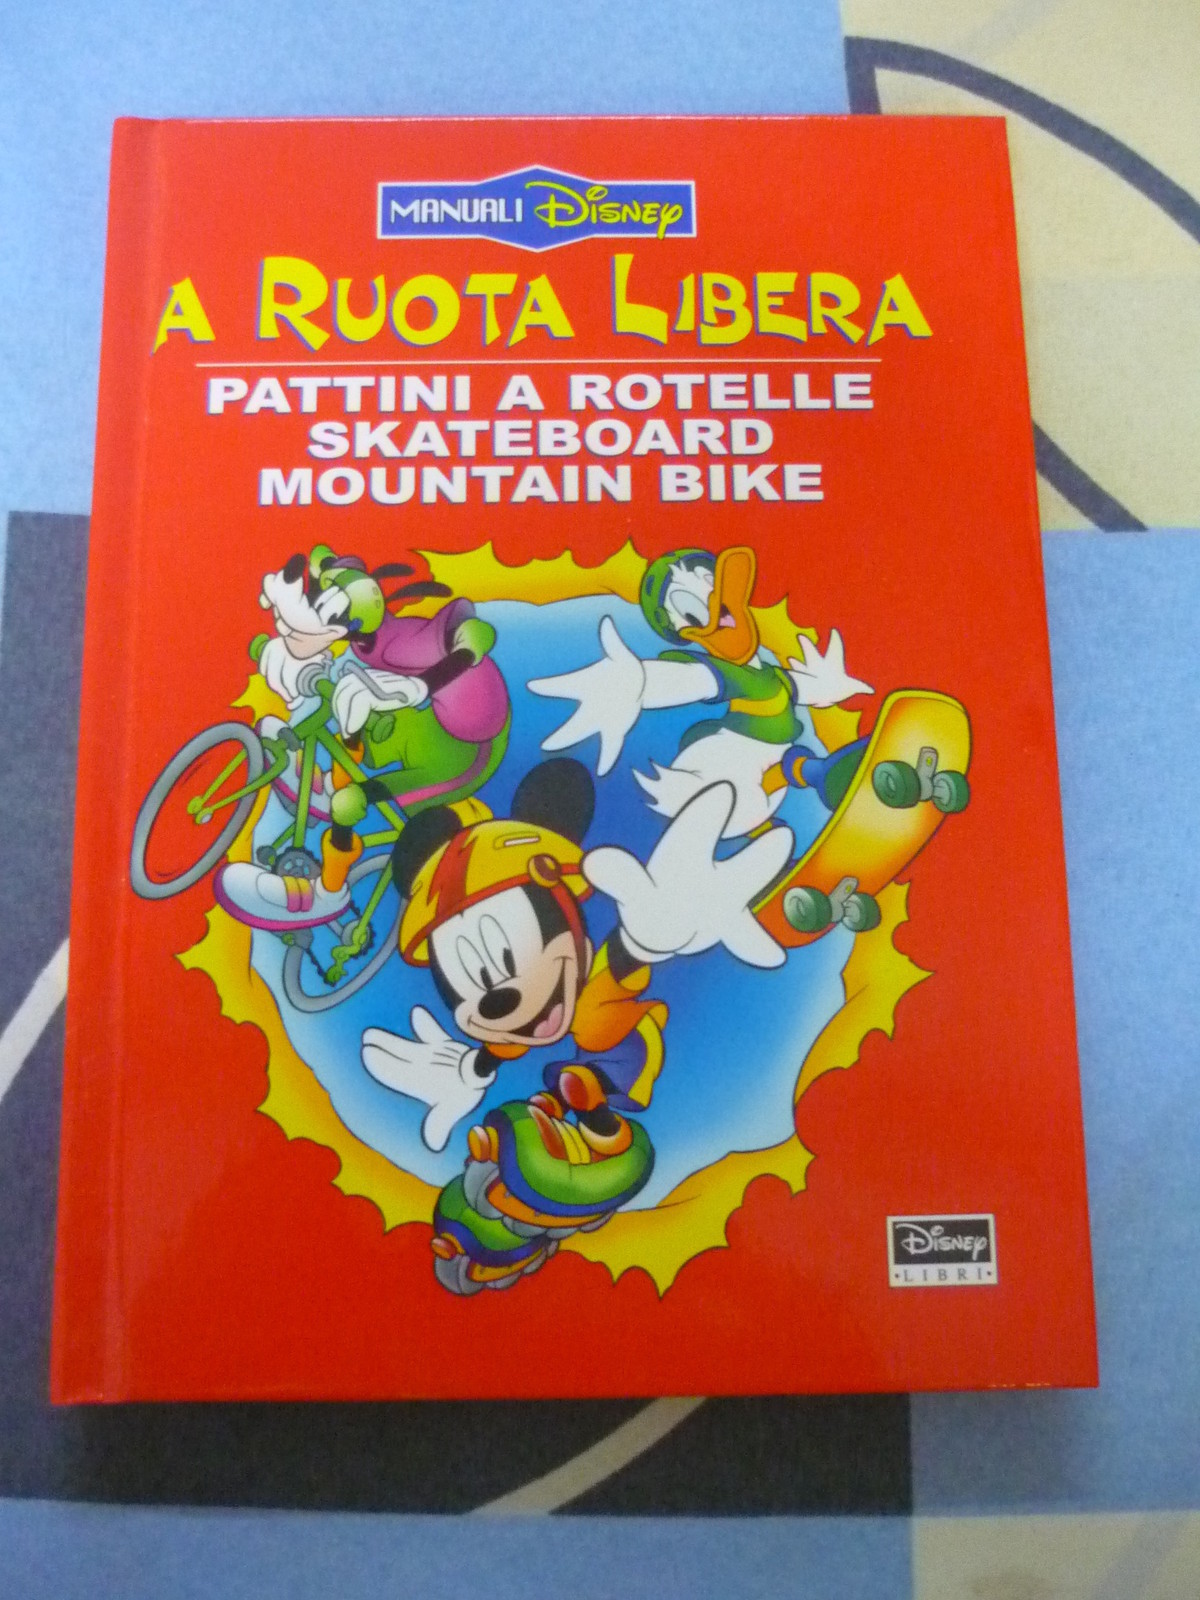 MANUALI DISNEY
A RUOTA LIBERA
PATTINI A ROTELLE
SKATEBOARD
MOUNTAIN BIKE
DISNEY
• LIBRI •